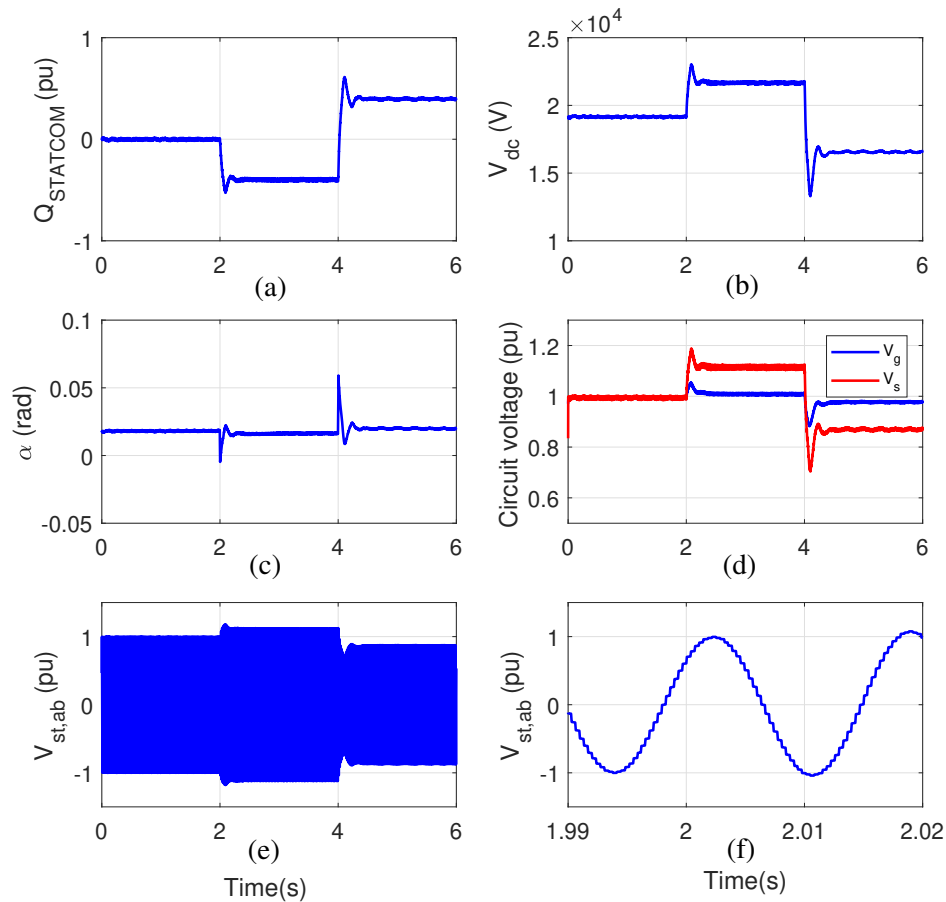 Q_STATCOM (pu)
1
0
-1
0 2 4 6
(a)
×10^4
V_dc (V)
2.5
2
1.5
1
0 2 4 6
(b)
α (rad)
0.1
0.05
0
-0.05
0 2 4 6
(c)
Circuit voltage (pu)
1.2
1
0.8
0.6
V_g
V_s
0 2 4 6
(d)
V_st,ab (pu)
1
0
-1
0 2 4 6
(e)
Time(s)
V_st,ab (pu)
1
0
-1
1.99 2 2.01 2.02
(f)
Time(s)